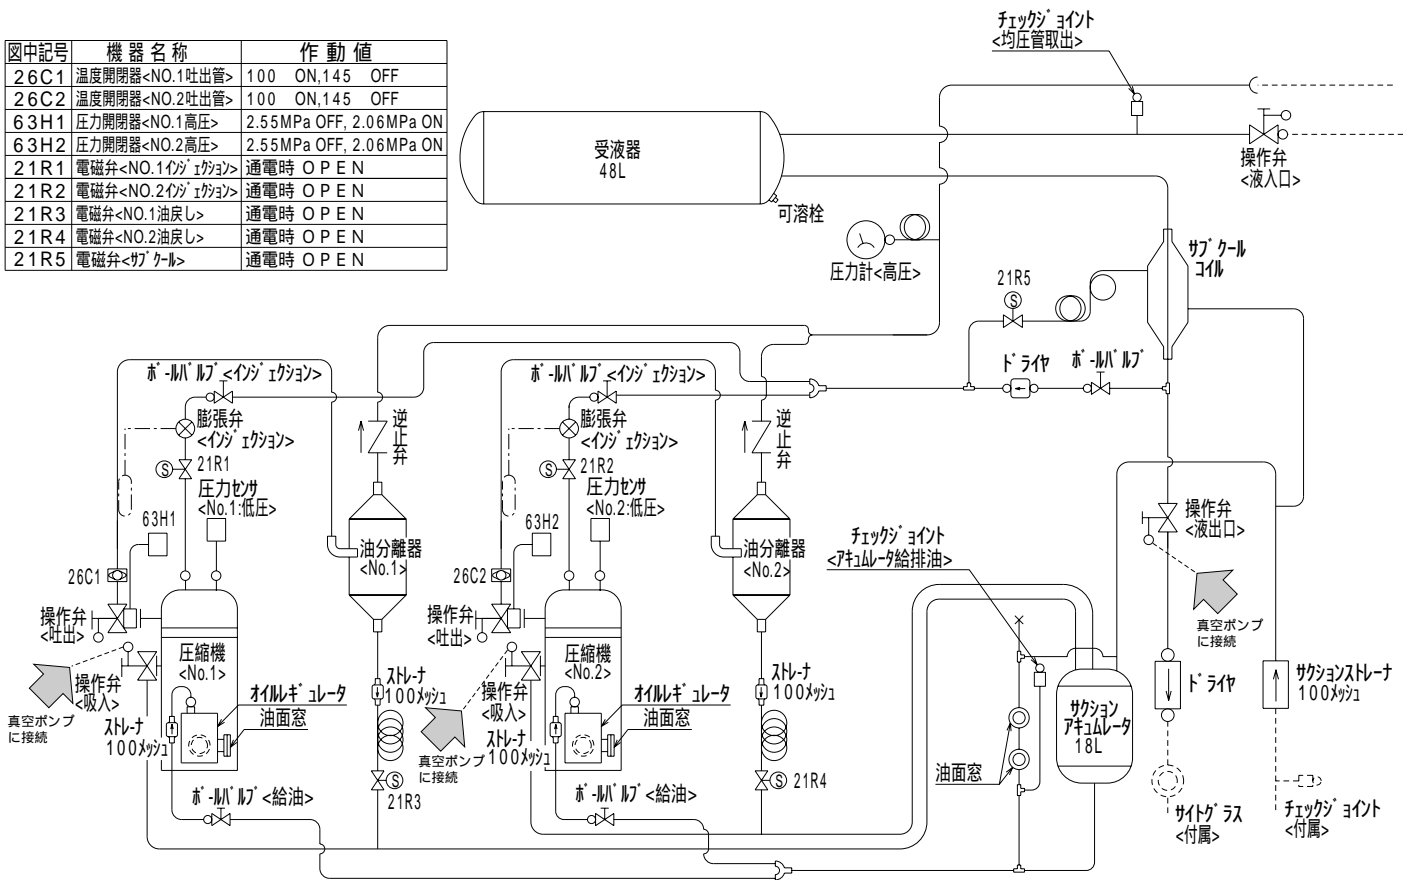 図中記号 機器名称 作動値
26C1 温度開閉器<NO.1吐出管> 100 ON,145 OFF
26C2 温度開閉器<NO.2吐出管> 100 ON,145 OFF
63H1 圧力開閉器<NO.1高圧> 2.55MPa OFF, 2.06MPa ON
63H2 圧力開閉器<NO.2高圧> 2.55MPa OFF, 2.06MPa ON
21R1 電磁弁<NO.1インジェクション> 通電時 OPEN
21R2 電磁弁<NO.2インジェクション> 通電時 OPEN
21R3 電磁弁<NO.1油戻し> 通電時 OPEN
21R4 電磁弁<NO.2油戻し> 通電時 OPEN
21R5 電磁弁<サブクール> 通電時 OPEN
チェックジョイント
<均圧管取出>
受液器
48L
可溶栓
操作弁
<液入口>
圧力計<高圧>
サブクール
コイル
21R5
ドライヤ
ボールバルブ
ボールバルブ<インジェクション>
膨張弁
<インジェクション>
21R1
圧力センサ
<No.1:低圧>
63H1
26C1
操作弁
<吐出>
逆止弁
油分離器
<No.1>
圧縮機
<No.1>
操作弁
<吸入>
真空ポンプ
に接続
ストレーナ
100メッシュ
オイルレギュレータ
油面窓
ストレーナ
100メッシュ
21R3
ボールバルブ<給油>
ボールバルブ<インジェクション>
膨張弁
<インジェクション>
21R2
圧力センサ
<No.2:低圧>
63H2
26C2
操作弁
<吐出>
逆止弁
油分離器
<No.2>
圧縮機
<No.2>
操作弁
<吸入>
真空ポンプ
に接続
ストレーナ
100メッシュ
オイルレギュレータ
油面窓
ストレーナ
100メッシュ
21R4
ボールバルブ<給油>
チェックジョイント
<アキュムレータ給排油>
操作弁
<液出口>
真空ポンプ
に接続
サクション
アキュムレータ
18L
油面窓
ドライヤ
サクションストレーナ
100メッシュ
サイトグラス
<付属>
チェックジョイント
<付属>